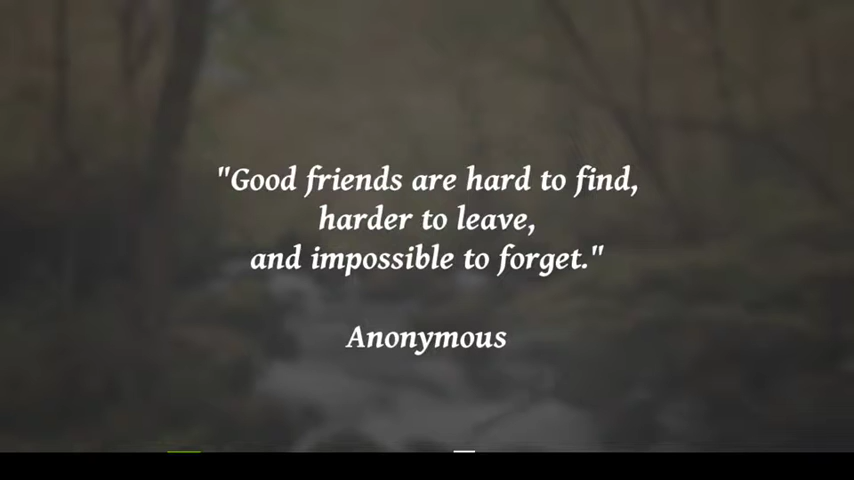 "Good friends are hard to find,
harder to leave,
and impossible to forget."
Anonymous